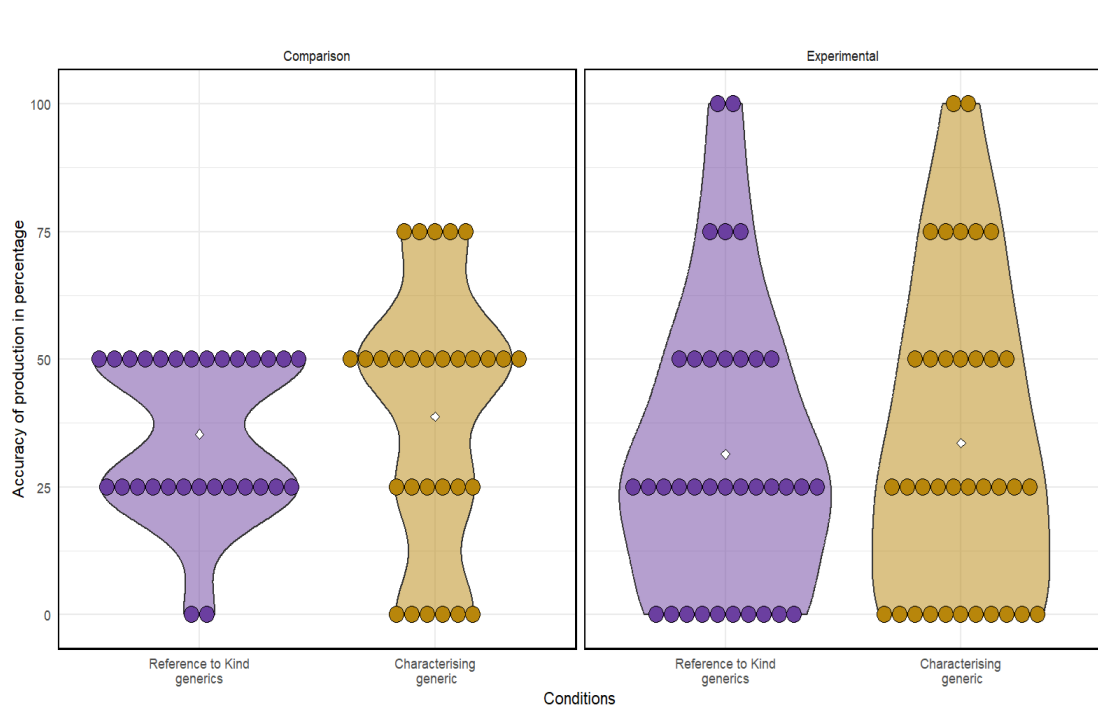 Comparison
Experimental
Accuracy of production in percentage
100
75
50
25
0
Reference to Kind
generics
Characterising
generic
Reference to Kind
generics
Characterising
generic
Conditions